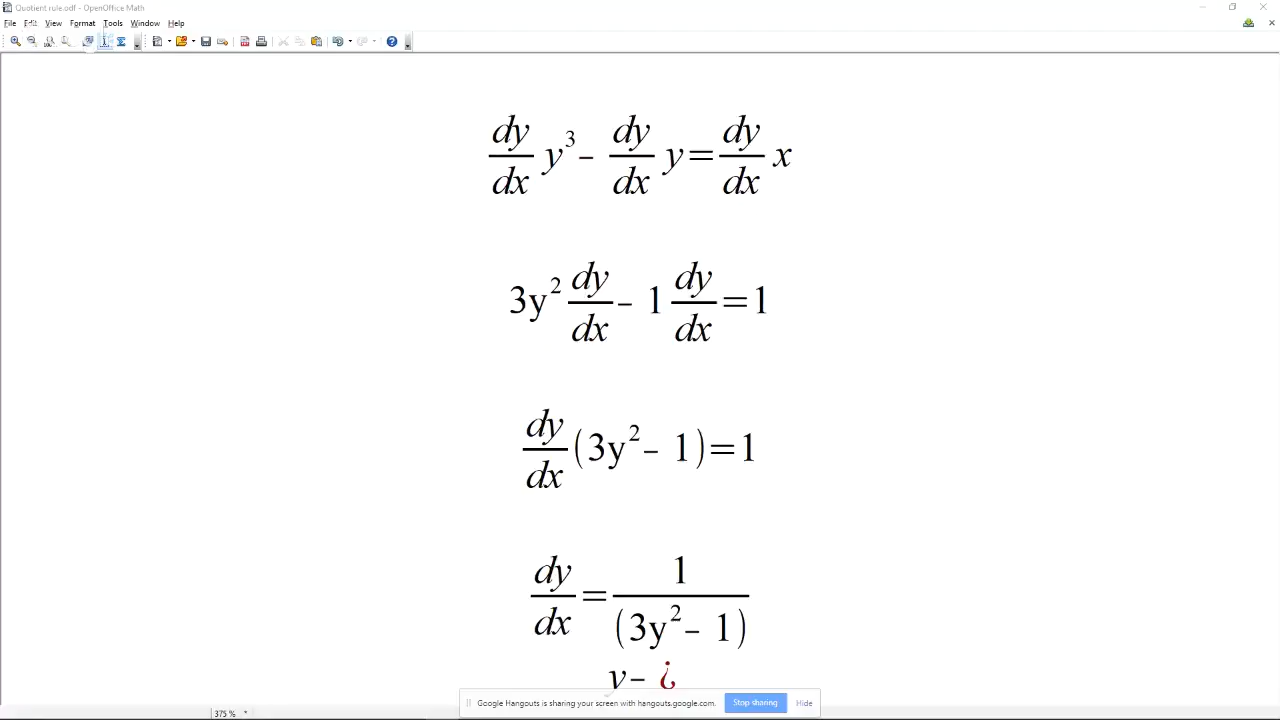 Quotient rule.odf - OpenOffice Math
File Edit View Format Tools Window Help
dy/dx y³ - dy/dx y = dy/dx x
3y² dy/dx - 1 dy/dx = 1
dy/dx (3y² - 1) = 1
dy/dx = 1/(3y² - 1)
y - ¿
Google Hangouts is sharing your screen with hangouts.google.com. Stop sharing Hide
375 % *